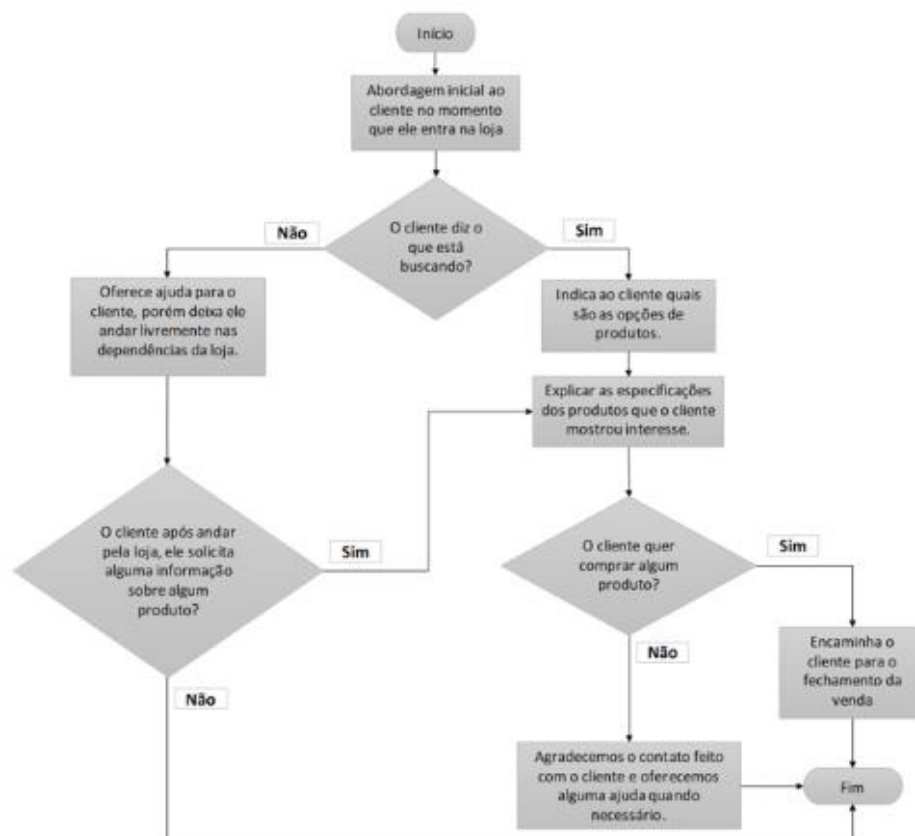 Início
Abordagem inicial ao
cliente no momento
que ele entra na loja
O cliente diz o
que está
buscando?
Não
Sim
Oferece ajuda para o
cliente, porém deixa ele
andar livremente nas
dependências da loja.
Indica ao cliente quais
são as opções de
produtos.
Explicar as especificações
dos produtos que o cliente
mostrou interesse.
O cliente após andar
pela loja, ele solicita
alguma informação
sobre algum
produto?
Sim
Não
O cliente quer
comprar algum
produto?
Sim
Não
Encaminha o
cliente para o
fechamento da
venda
Agradecemos o contato feito
com o cliente e oferecemos
alguma ajuda quando
necessário.
Fim